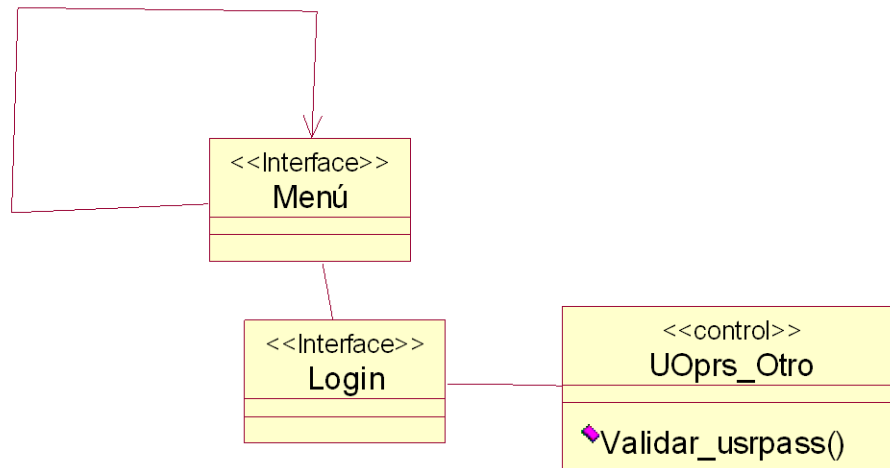 <<Interface>>
Menú
<<Interface>>
Login
<<control>>
UOprs_Otro
Validar_usrpass()